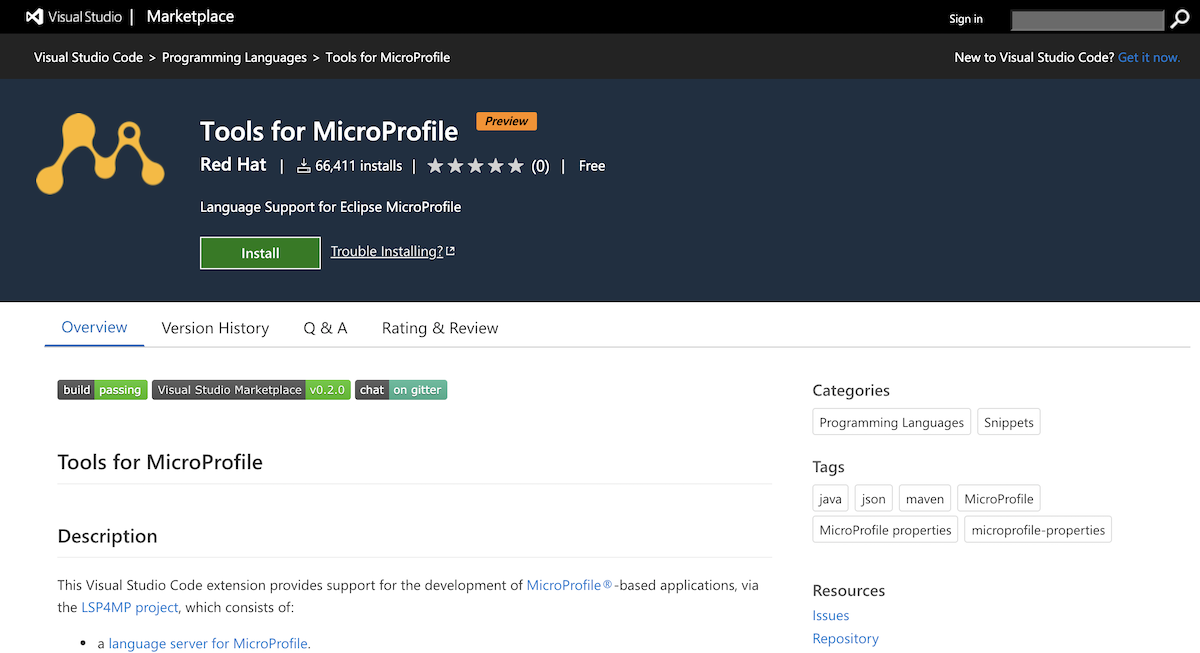 Visual Studio | Marketplace
Sign in
Visual Studio Code > Programming Languages > Tools for MicroProfile
New to Visual Studio Code? Get it now.
Tools for MicroProfile
Preview
Red Hat | 66,411 installs | (0) | Free
Language Support for Eclipse MicroProfile
Install
Trouble Installing?
Overview
Version History
Q & A
Rating & Review
build passing
Visual Studio Marketplace v0.2.0
chat on gitter
Tools for MicroProfile
Description
This Visual Studio Code extension provides support for the development of MicroProfile®-based applications, via
the LSP4MP project, which consists of:
• a language server for MicroProfile.
Categories
Programming Languages
Snippets
Tags
java
json
maven
MicroProfile
MicroProfile properties
microprofile-properties
Resources
Issues
Repository